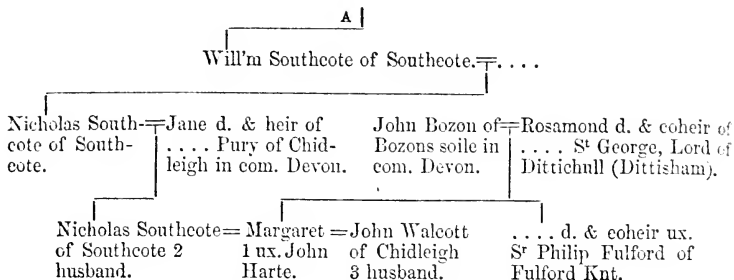 A
Will'm Southcote of Southcote.=. . . .
Nicholas South-=Jane d. & heir of
cote of South- . . . . Pury of Chid-
cote. leigh in com. Devon.
John Bozon of=Rosamond d. & coheir of
Bozons soile in . . . . St George, Lord of
com. Devon. Dittichull (Dittisham).
Nicholas Southcote= Margaret =John Walcott
of Southcote 2 1 ux. John of Chidleigh
husband. Harte. 3 husband.
. . . . d. & coheir ux.
Sr Philip Fulford of
Fulford Knt.